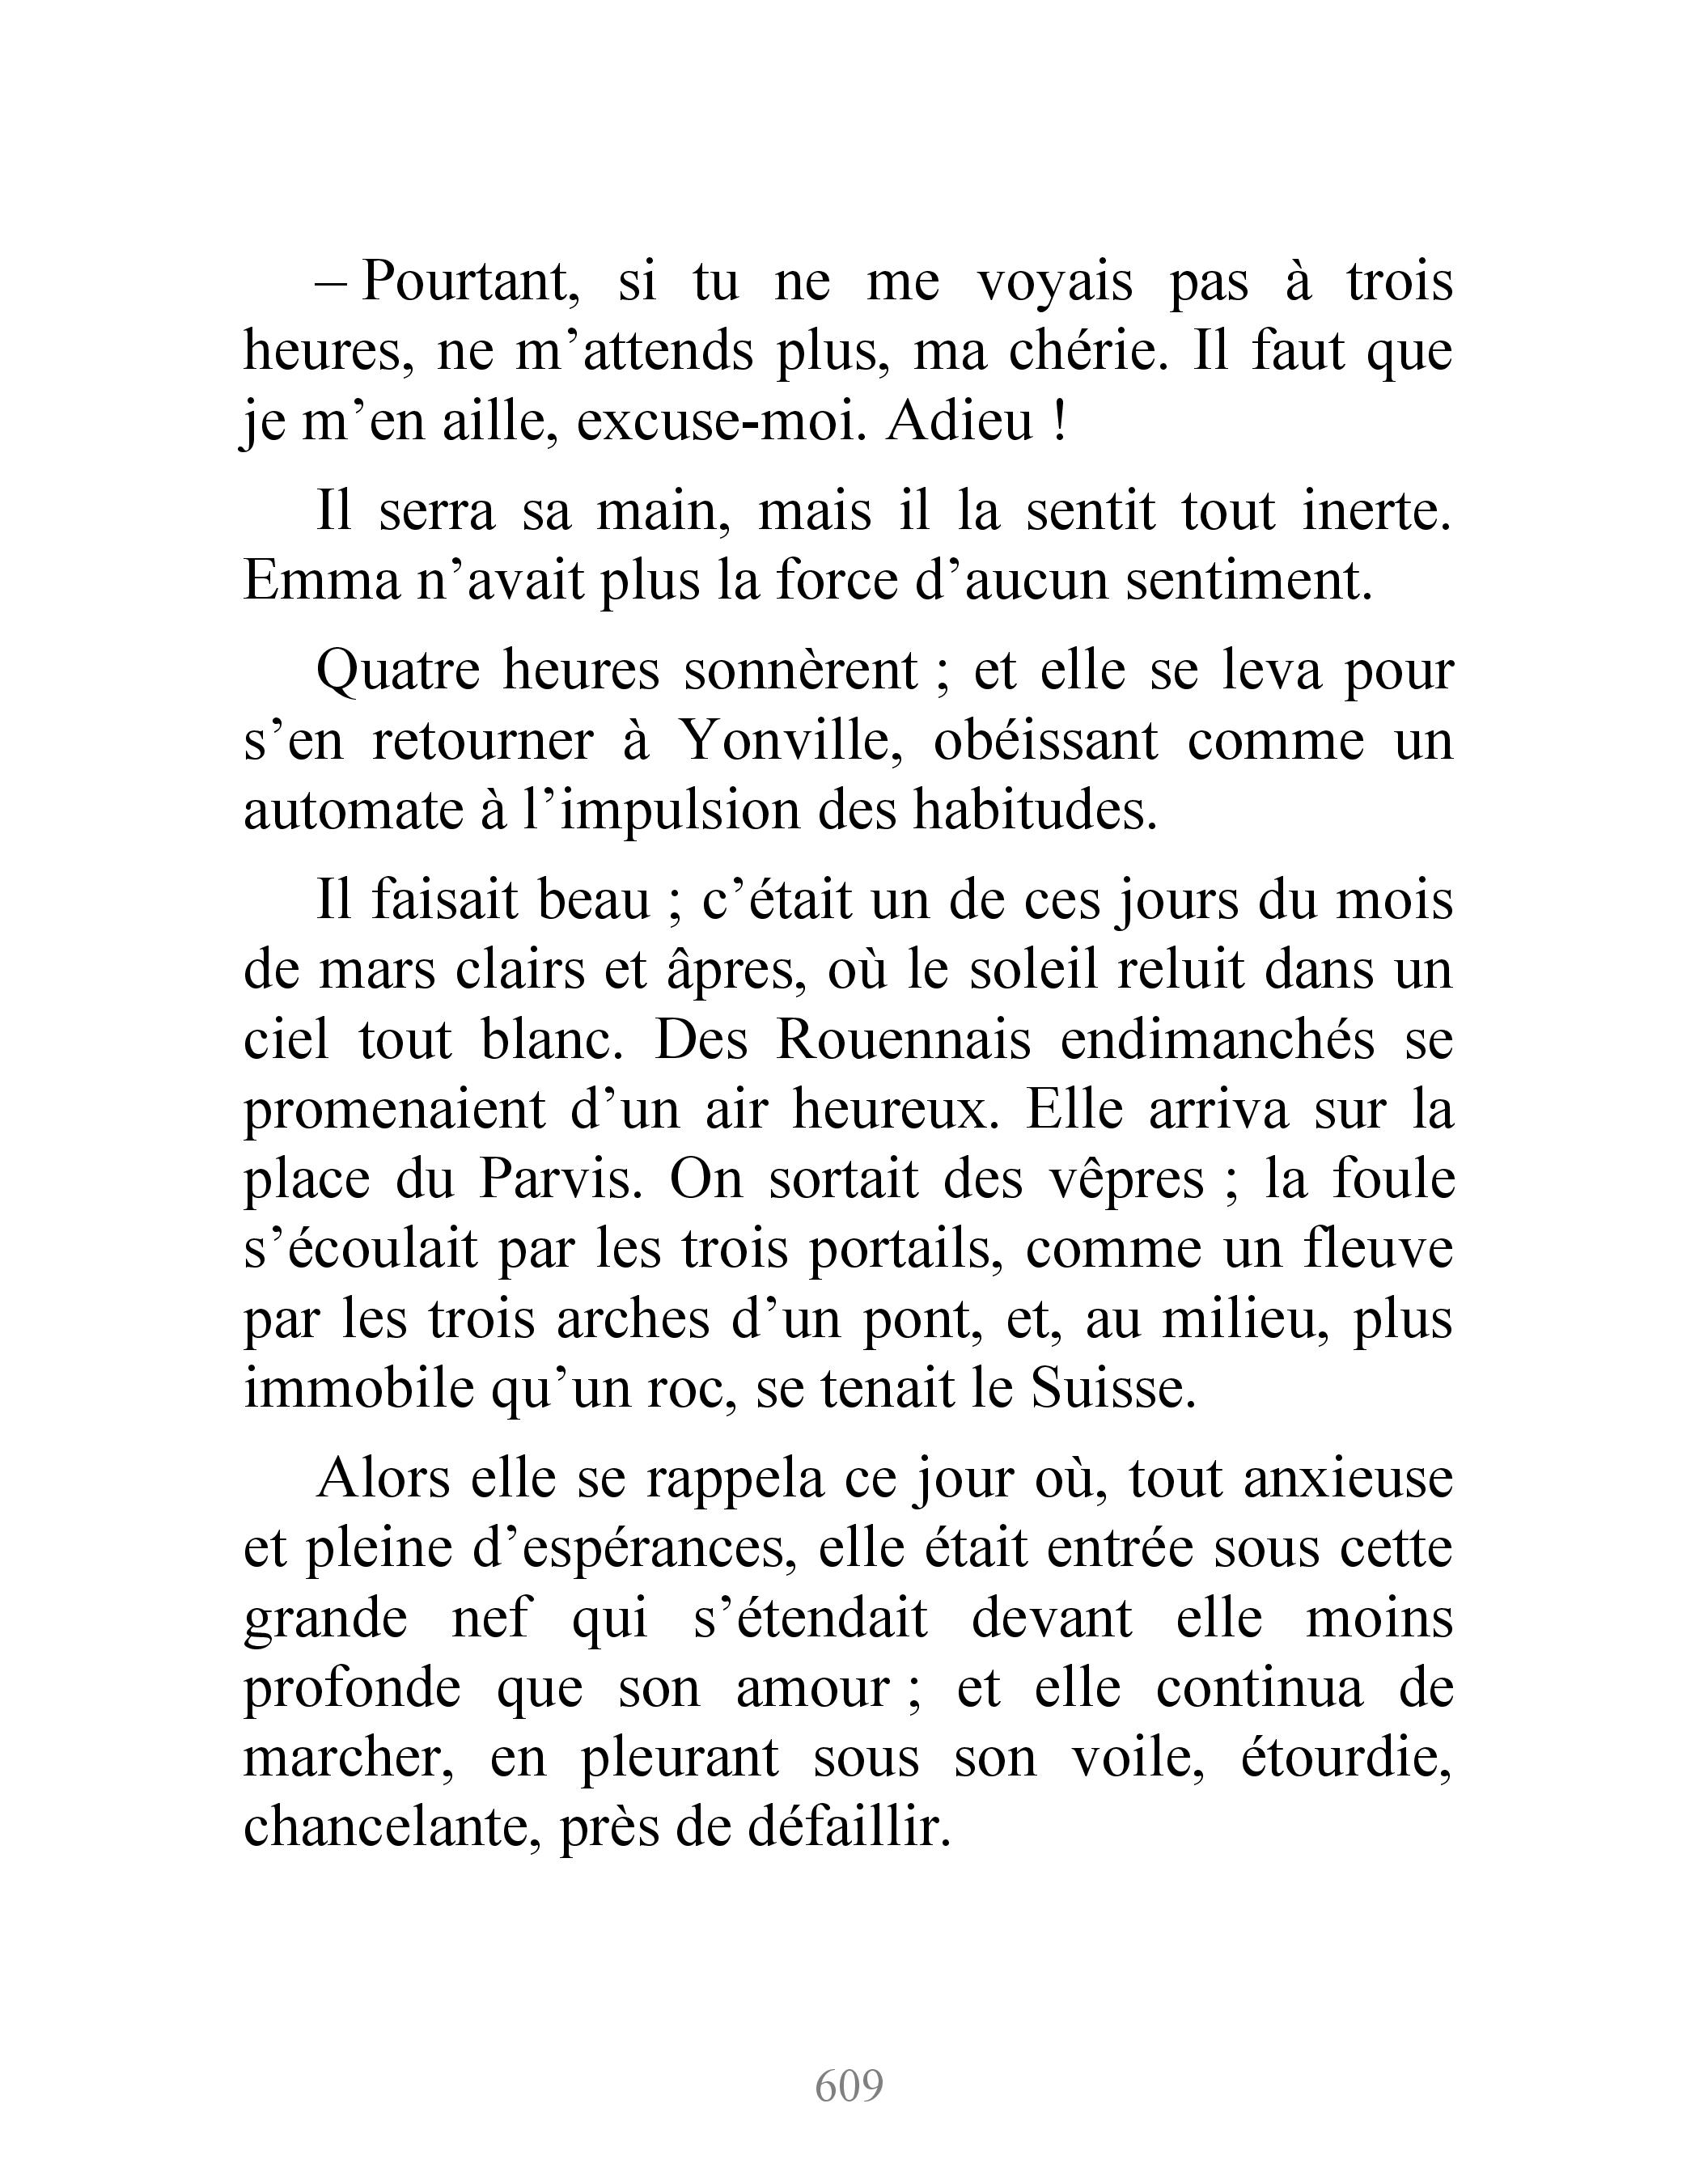 – Pourtant, si tu ne me voyais pas à trois
heures, ne m’attends plus, ma chérie. Il faut que
je m’en aille, excuse-moi. Adieu !
Il serra sa main, mais il la sentit tout inerte.
Emma n’avait plus la force d’aucun sentiment.
Quatre heures sonnèrent ; et elle se leva pour
s’en retourner à Yonville, obéissant comme un
automate à l’impulsion des habitudes.
Il faisait beau ; c’était un de ces jours du mois
de mars clairs et âpres, où le soleil reluit dans un
ciel tout blanc. Des Rouennais endimanchés se
promenaient d’un air heureux. Elle arriva sur la
place du Parvis. On sortait des vêpres ; la foule
s’écoulait par les trois portails, comme un fleuve
par les trois arches d’un pont, et, au milieu, plus
immobile qu’un roc, se tenait le Suisse.
Alors elle se rappela ce jour où, tout anxieuse
et pleine d’espérances, elle était entrée sous cette
grande nef qui s’étendait devant elle moins
profonde que son amour ; et elle continua de
marcher, en pleurant sous son voile, étourdie,
chancelante, près de défaillir.
609